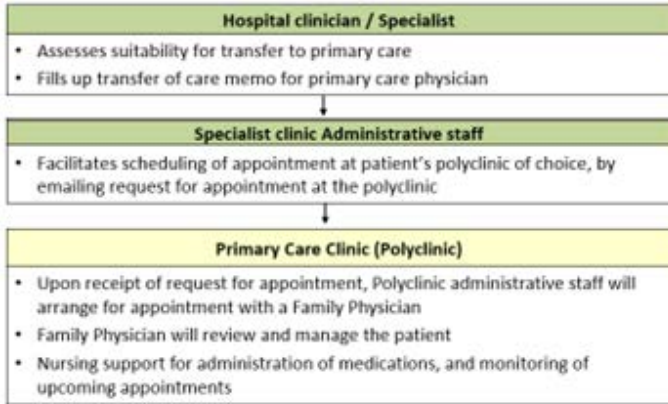 Hospital clinician / Specialist
• Assesses suitability for transfer to primary care
• Fills up transfer of care memo for primary care physician
Specialist clinic Administrative staff
• Facilitates scheduling of appointment at patient's polyclinic of choice, by
emailing request for appointment at the polyclinic
Primary Care Clinic (Polyclinic)
• Upon receipt of request for appointment, Polyclinic administrative staff will
arrange for appointment with a Family Physician
• Family Physician will review and manage the patient
• Nursing support for administration of medications, and monitoring of
upcoming appointments